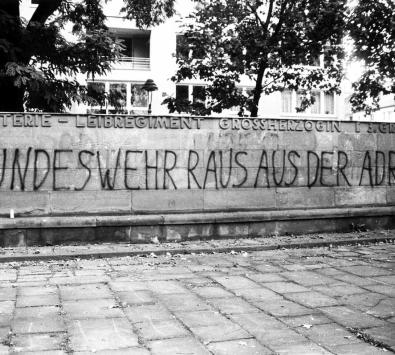 TERIE - LEIBREGIMENT GROSSHERZOGIN
UNDESWEHR RAUS AUS DER ADR